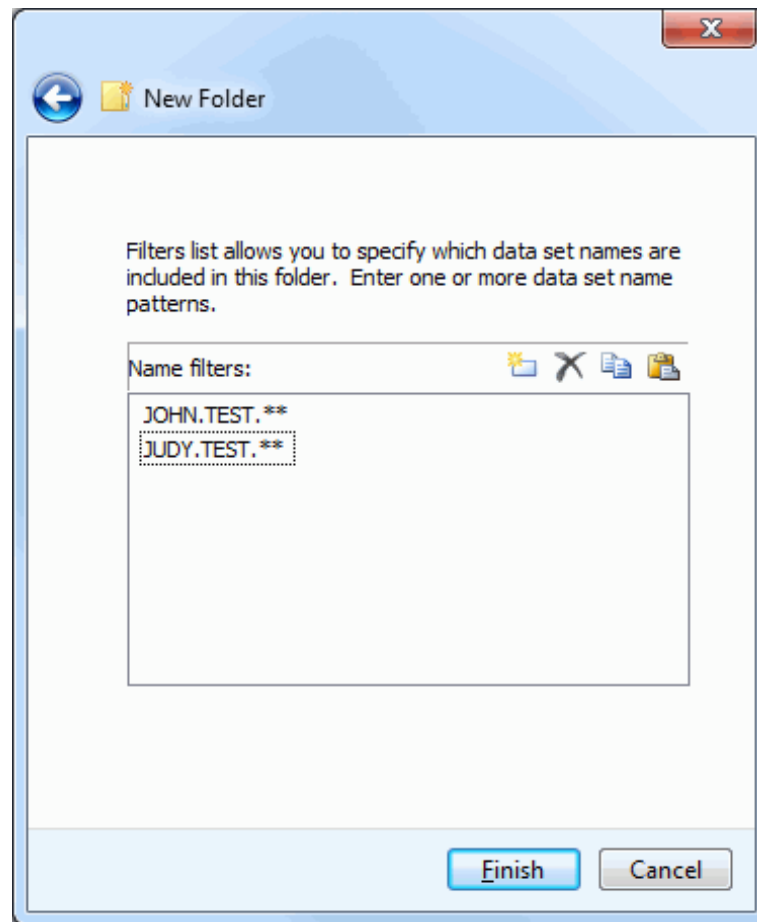 New Folder
Filters list allows you to specify which data set names are
included in this folder.  Enter one or more data set name
patterns.
Name filters:
JOHN.TEST.**
JUDY.TEST.**
Finish
Cancel